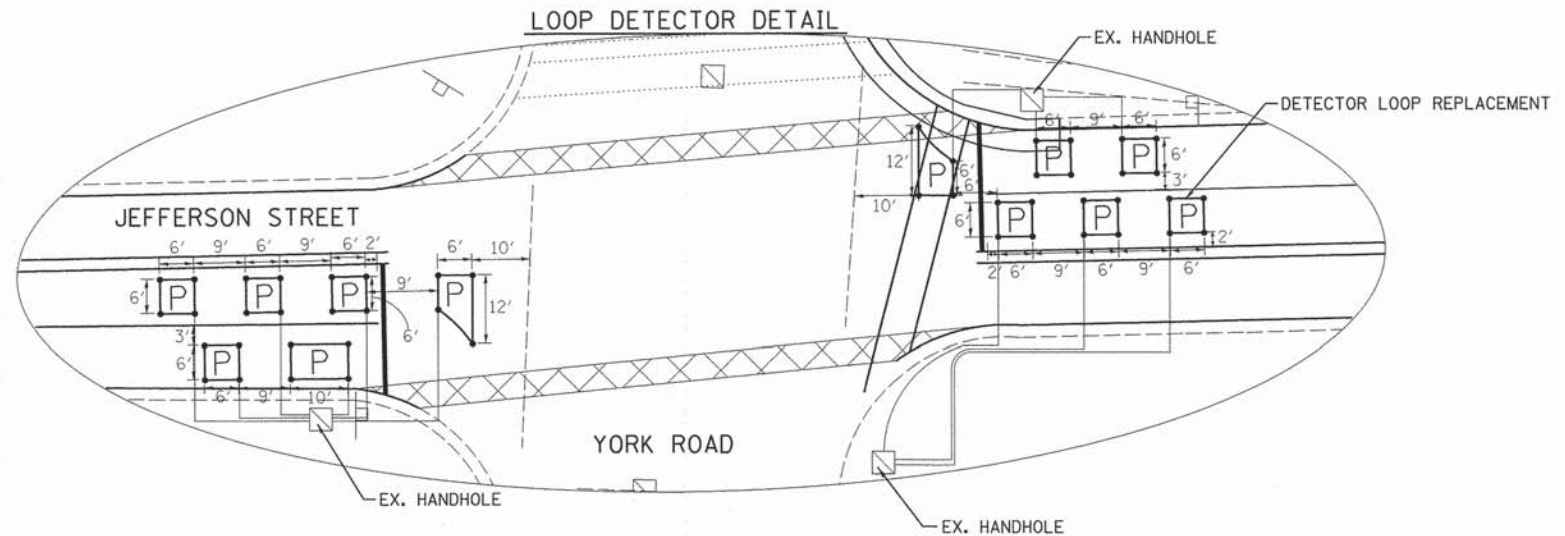 LOOP DETECTOR DETAIL
EX. HANDHOLE
DETECTOR LOOP REPLACEMENT
6' 9' 6'
12'
P
6'
6'
10'
P
P
6'
3'
JEFFERSON STREET
6'
P
P
P
2'
2' 6' 9' 6' 9' 6'
6' 9' 6' 9' 6' 2'
6' 10'
6'
P
P
P
9'
P
12'
6'
3'
6'
P
P
6' 9' 10'
YORK ROAD
EX. HANDHOLE
EX. HANDHOLE